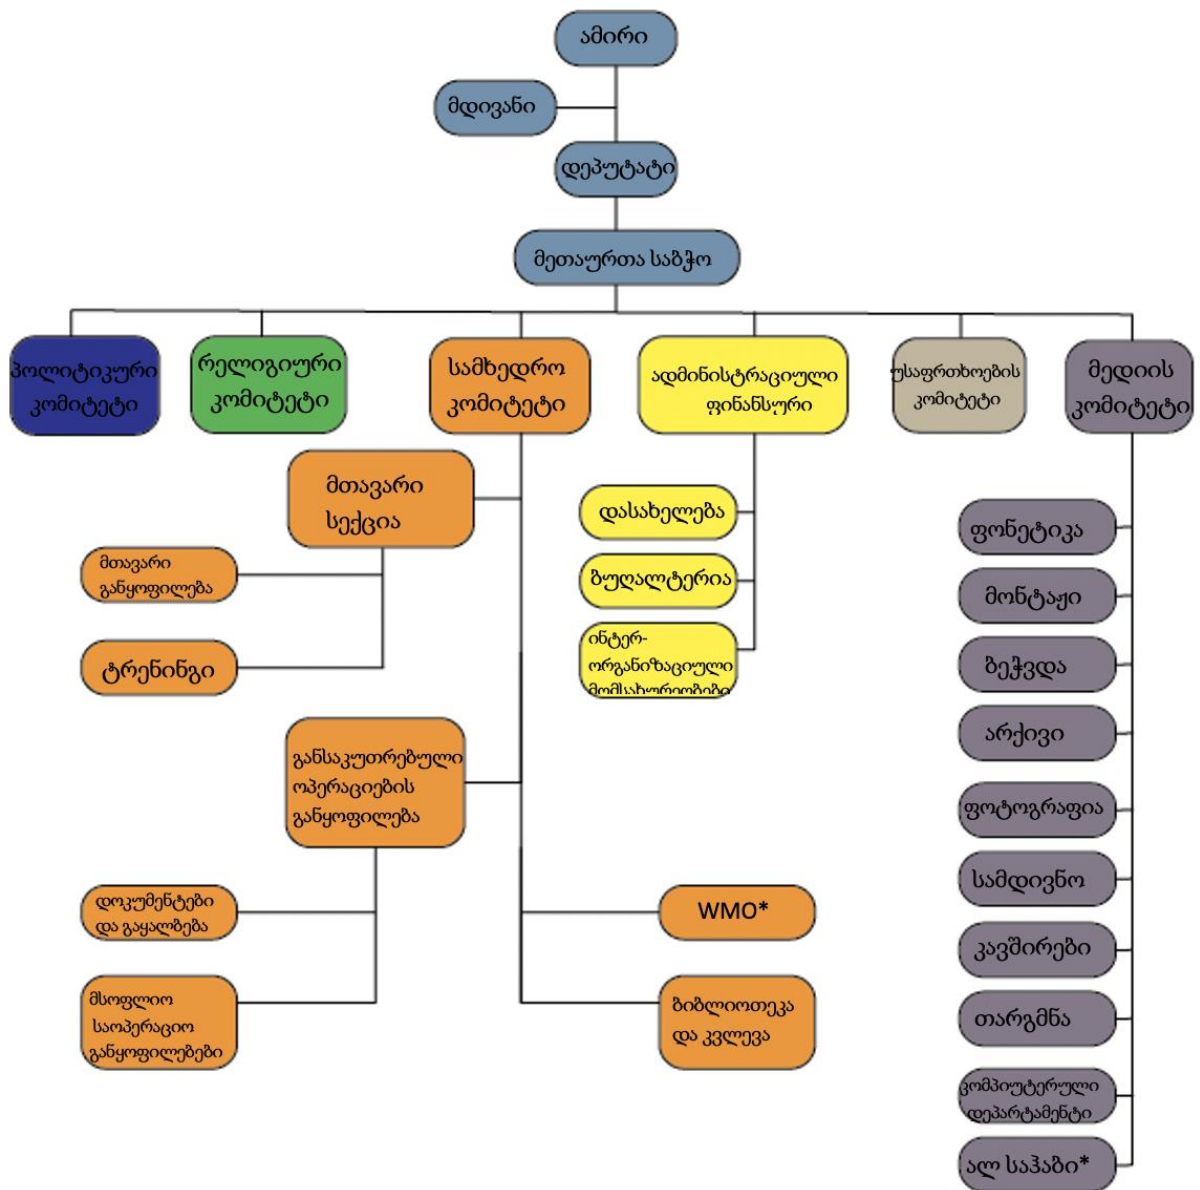 ამირი
მდივანი
დეპუტატი
მეთაურთა საბჭო
პოლიტიკური
კომიტეტი
რელიგიური
კომიტეტი
სამხედრო
კომიტეტი
ადმინისტრაციული
ფინანსური
უსაფრთხოების
კომიტეტი
მედიის
კომიტეტი
მთავარი
სექცია
მთავარი
განყოფილება
ტრენინგი
განსაკუთრებული
ოპერაციების
განყოფილება
დოკუმენტები
და გაყალბება
მსოფლიო
საოპერაციო
განყოფილებები
WMO*
ბიბლიოთეკა
და კვლევა
დასახელება
ბუღალტერია
ინტერ-
ორგანიზაციული
მომსახურეობები
ფონეტიკა
მონტაჟი
ბეჭვდა
არქივი
ფოტოგრაფია
სამდივნო
კავშირები
თარგმნა
კომპიუტერული
დეპარტამენტი
ალ საჰაბი*